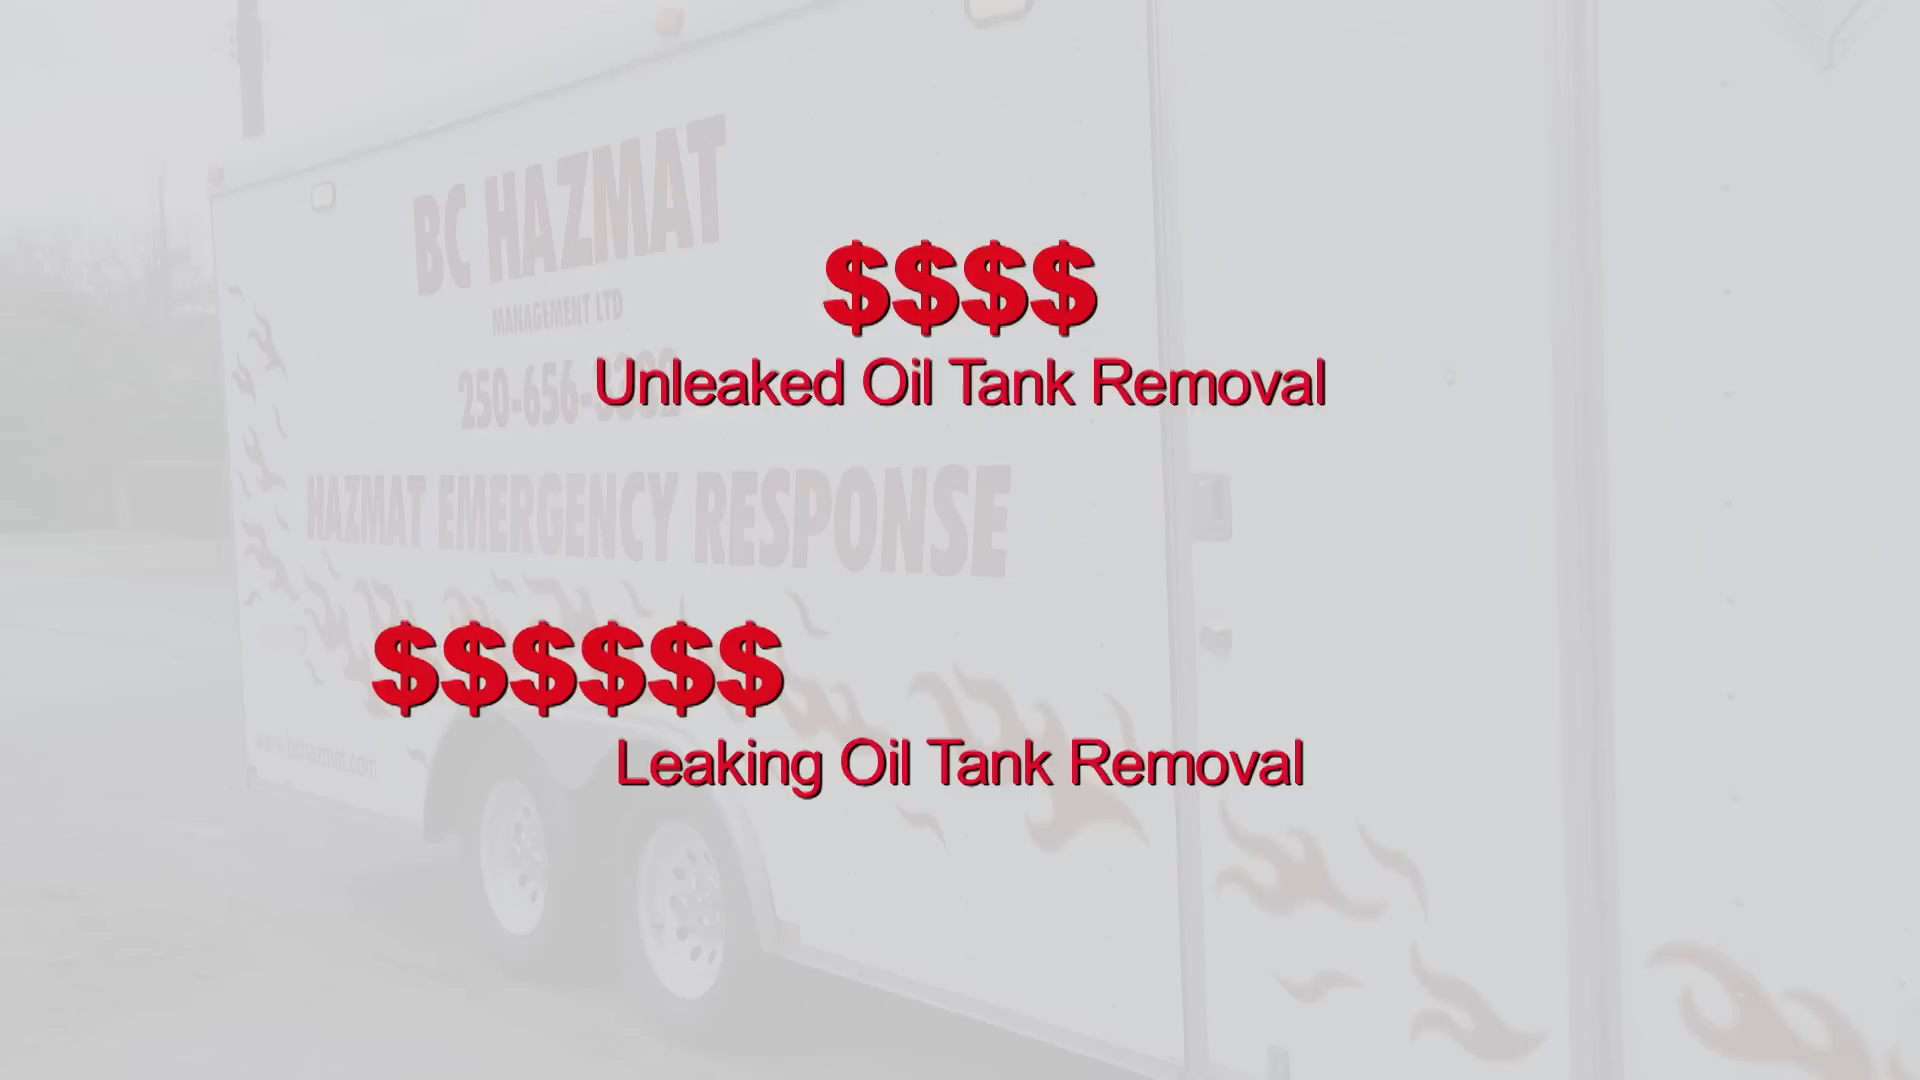 BC HAZMAT
MANAGEMENT LTD
$$$$
Unleaked Oil Tank Removal
250-656-
HAZMAT EMERGENCY RESPONSE
$$$$$$
Leaking Oil Tank Removal
www.bchazmat.com